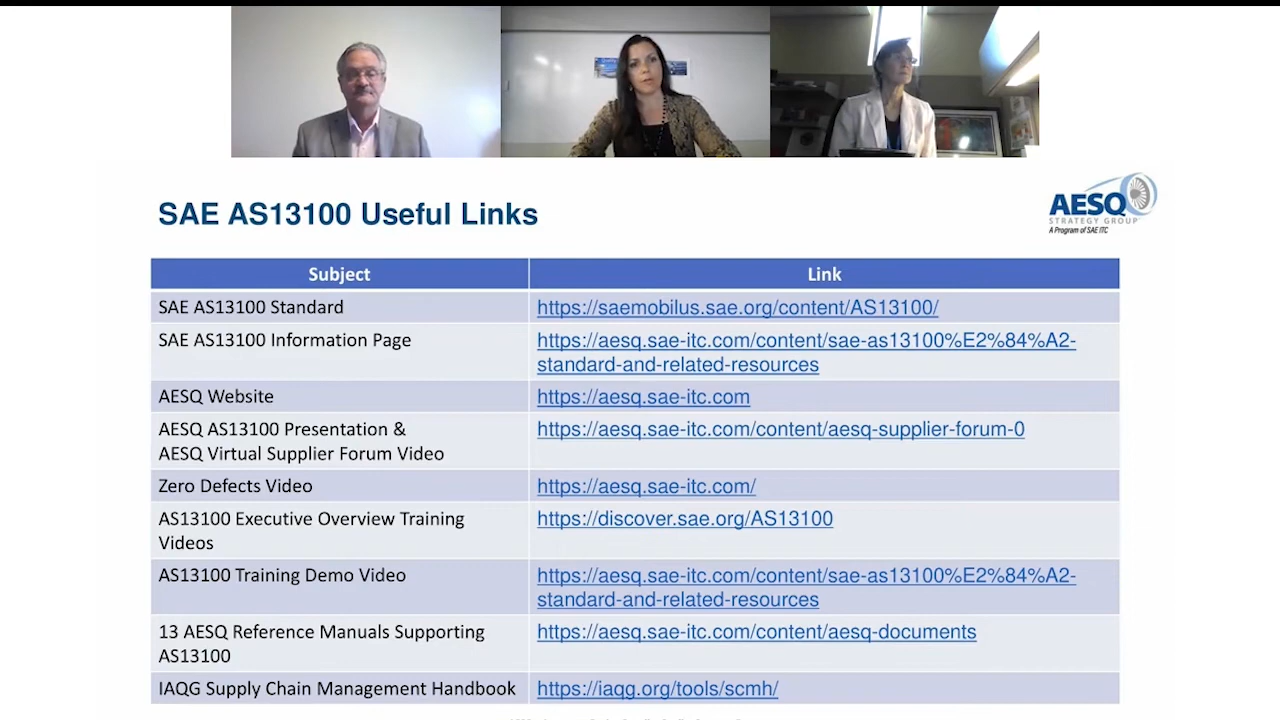 SAE AS13100 Useful Links
AESQ
STRATEGY GROUP
A Program of SAE ITC
Subject Link
SAE AS13100 Standard https://saemobilus.sae.org/content/AS13100/
SAE AS13100 Information Page https://aesq.sae-itc.com/content/sae-as13100%E2%84%A2-
standard-and-related-resources
AESQ Website https://aesq.sae-itc.com
AESQ AS13100 Presentation & https://aesq.sae-itc.com/content/aesq-supplier-forum-0
AESQ Virtual Supplier Forum Video
Zero Defects Video https://aesq.sae-itc.com/
AS13100 Executive Overview Training https://discover.sae.org/AS13100
Videos
AS13100 Training Demo Video https://aesq.sae-itc.com/content/sae-as13100%E2%84%A2-
standard-and-related-resources
13 AESQ Reference Manuals Supporting https://aesq.sae-itc.com/content/aesq-documents
AS13100
IAQG Supply Chain Management Handbook https://iaqg.org/tools/scmh/